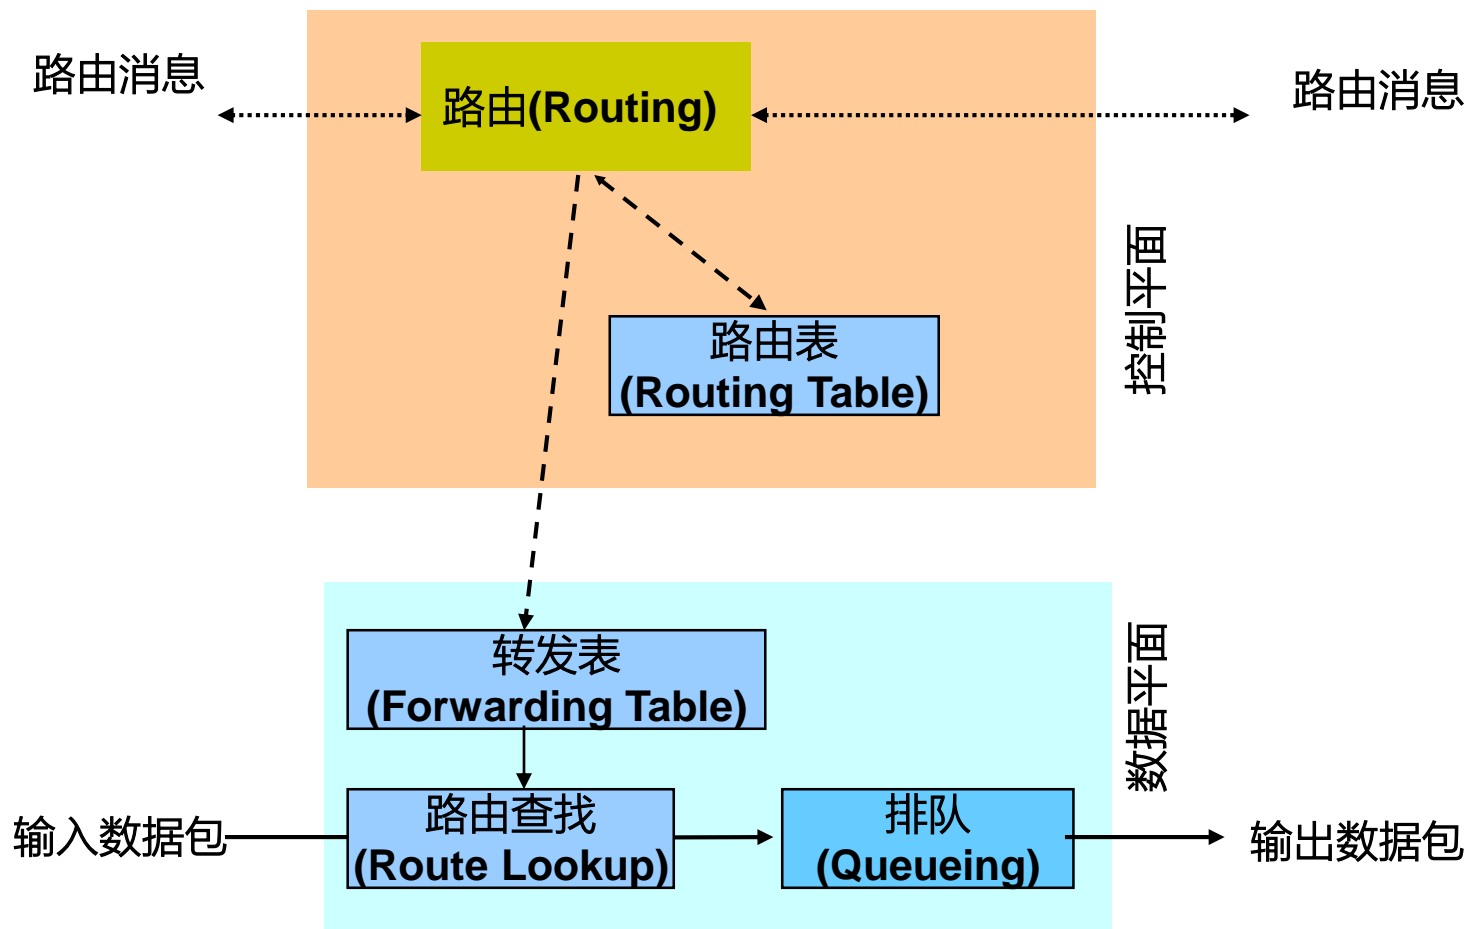 路由消息
路由(Routing)
路由消息
控制平面
路由表
(Routing Table)
转发表
(Forwarding Table)
数据平面
输入数据包
路由查找
(Route Lookup)
排队
(Queueing)
输出数据包